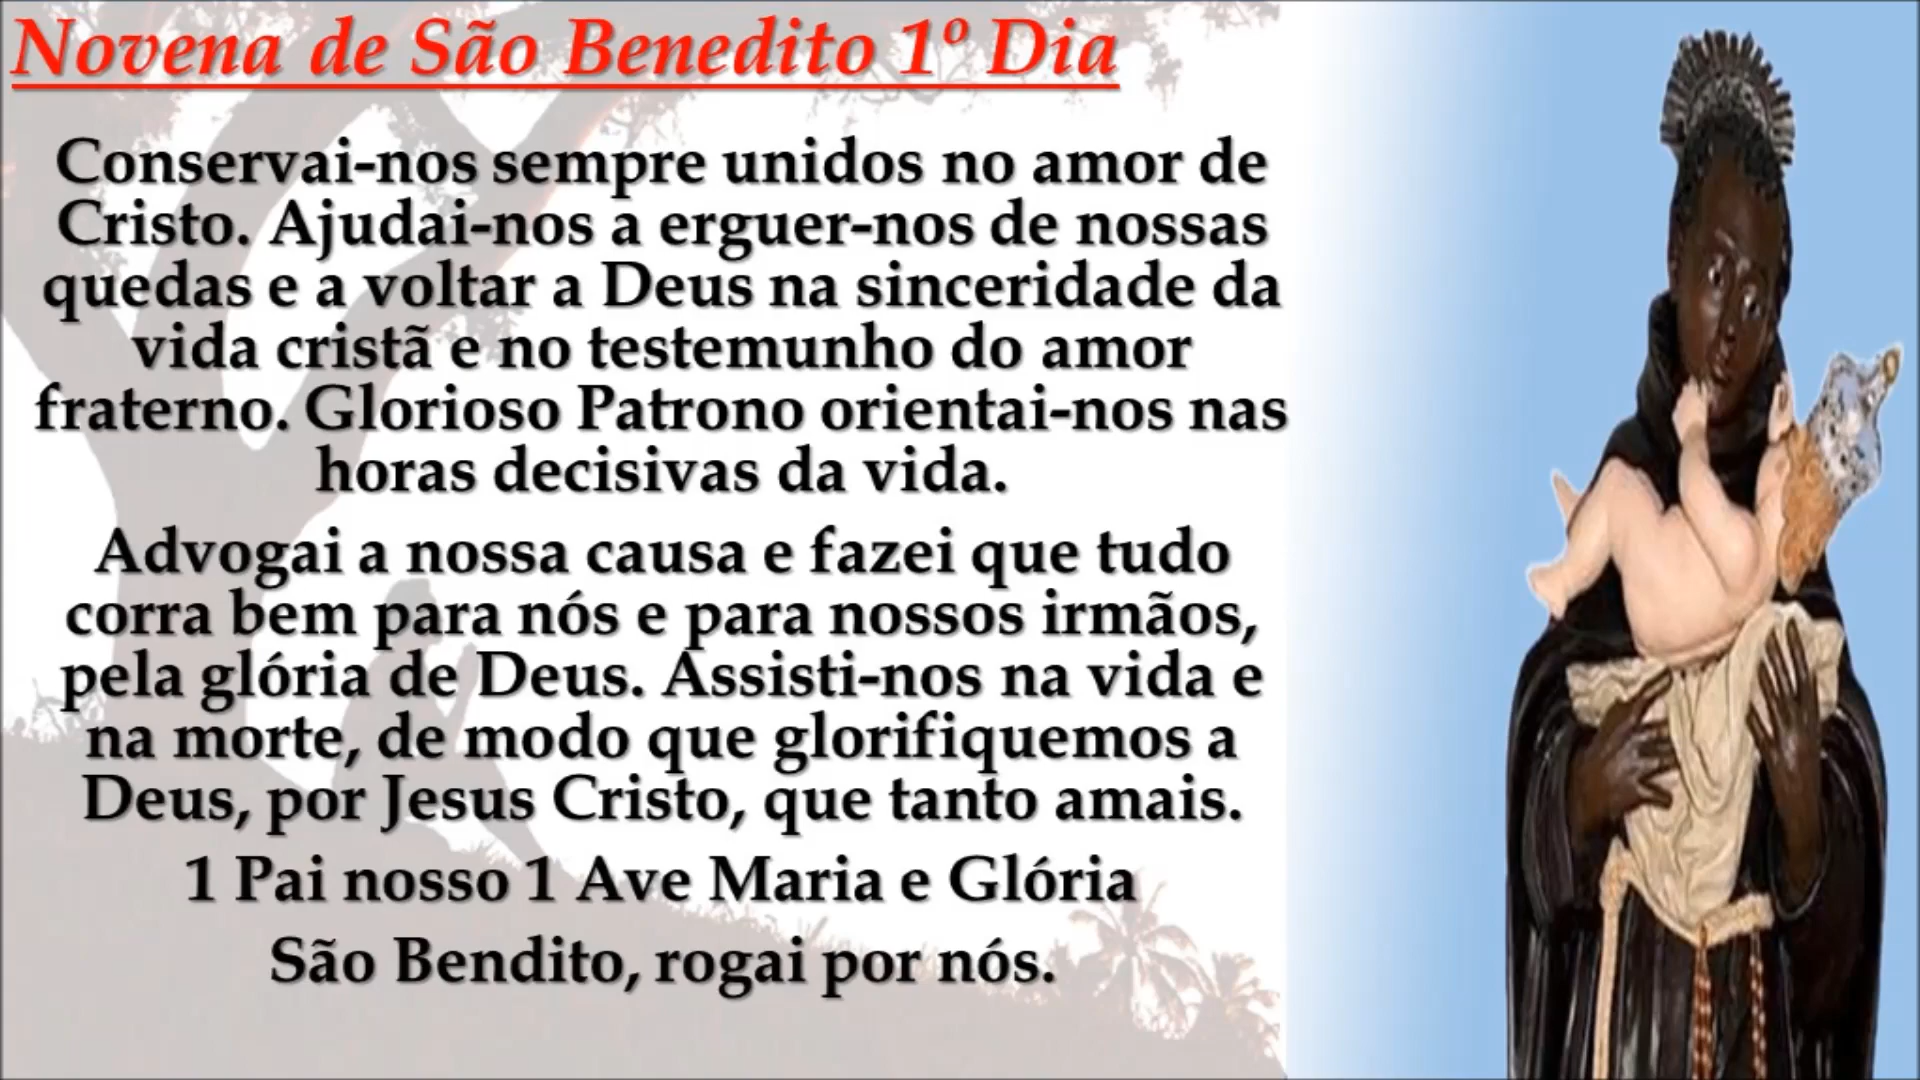 Novena de São Benedito 1º Dia
Conservai-nos sempre unidos no amor de
Cristo. Ajudai-nos a erguer-nos de nossas
quedas e a voltar a Deus na sinceridade da
vida cristã e no testemunho do amor
fraterno. Glorioso Patrono orientai-nos nas
horas decisivas da vida.
Advogai a nossa causa e fazei que tudo
corra bem para nós e para nossos irmãos,
pela glória de Deus. Assisti-nos na vida e
na morte, de modo que glorifiquemos a
Deus, por Jesus Cristo, que tanto amais.
1 Pai nosso 1 Ave Maria e Glória
São Bendito, rogai por nós.